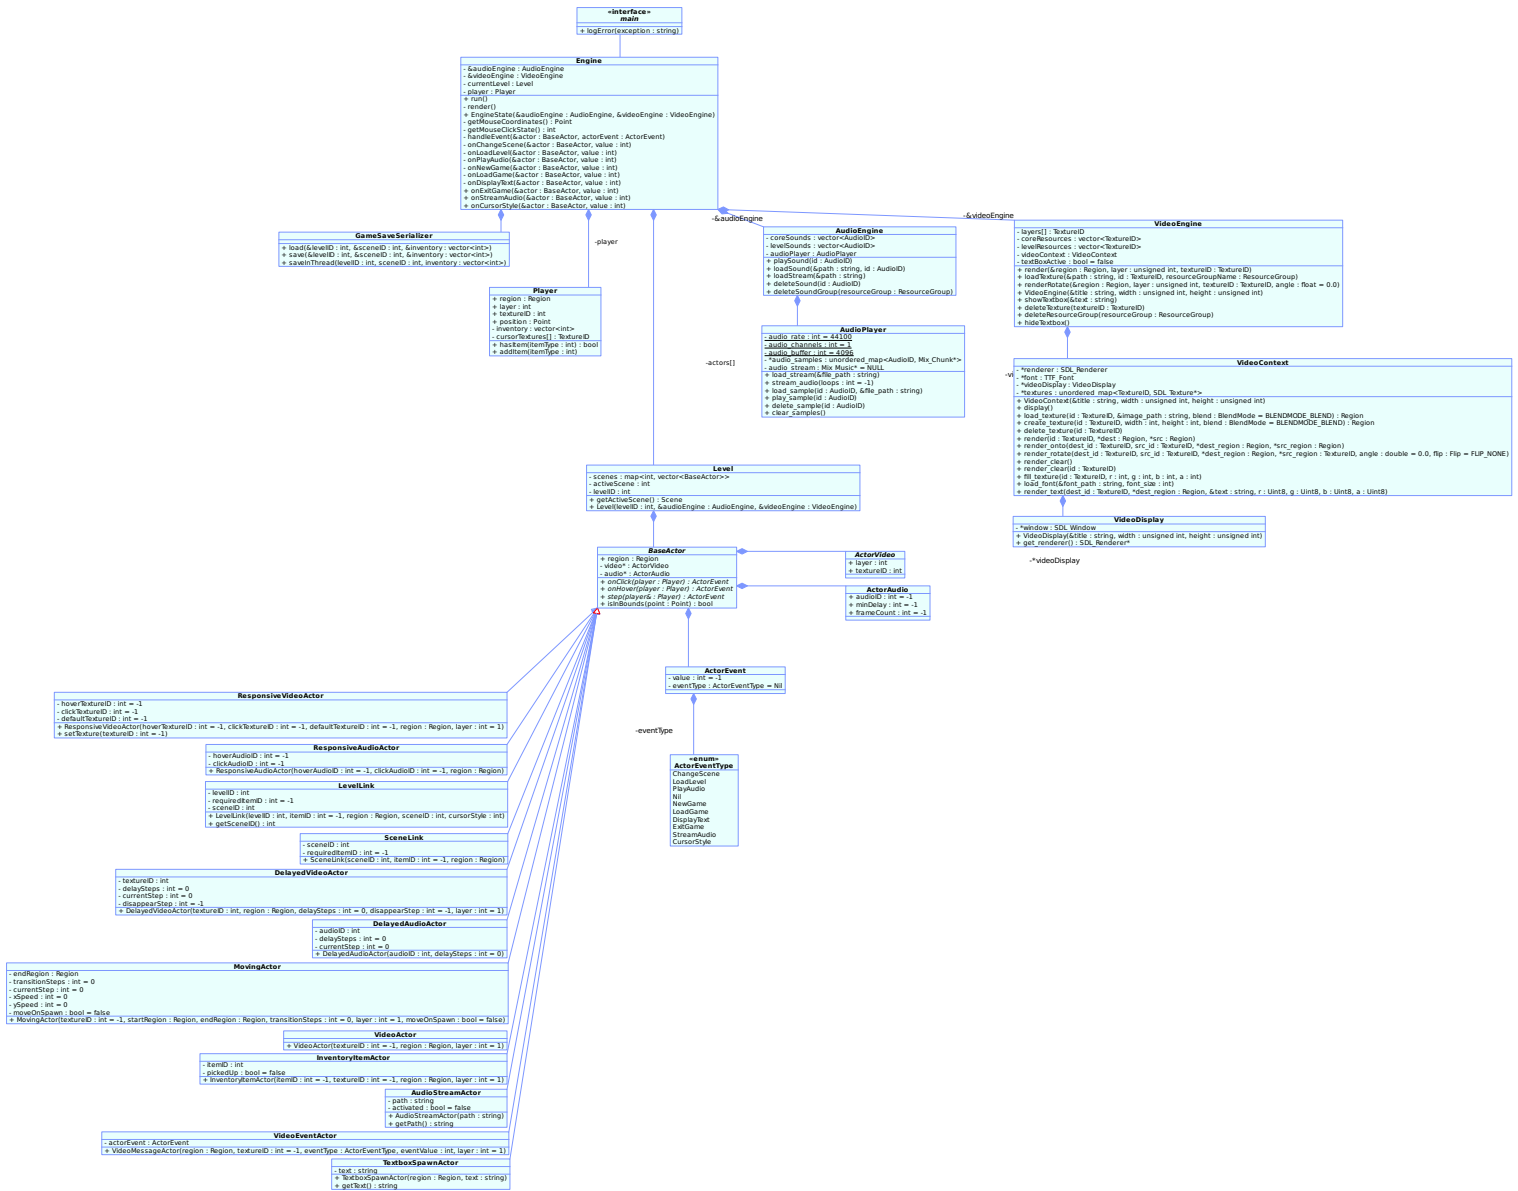 «interface»
main
+ logError(exception : string)
Engine
- &audioEngine : AudioEngine
- &videoEngine : VideoEngine
- currentLevel : Level
- player : Player
+ run()
- render()
+ EngineState(&audioEngine : AudioEngine, &videoEngine : VideoEngine)
- getMouseCoordinates() : Point
- getMouseClickState() : int
- handleEvent(&actor : BaseActor, actorEvent : ActorEvent)
- onChangeScene(&actor : BaseActor, value : int)
- onLoadLevel(&actor : BaseActor, value : int)
- onPlayAudio(&actor : BaseActor, value : int)
- onNewGame(&actor : BaseActor, value : int)
- onLoadGame(&actor : BaseActor, value : int)
- onDisplayText(&actor : BaseActor, value : int)
+ onExitGame(&actor : BaseActor, value : int)
+ onStreamAudio(&actor : BaseActor, value : int)
+ onCursorStyle(&actor : BaseActor, value : int)
GameSaveSerializer
+ load(&levelID : int, &sceneID : int, &inventory : vector<int>)
+ save(&levelID : int, &sceneID : int, &inventory : vector<int>)
+ saveInThread(levelID : int, sceneID : int, inventory : vector<int>)
-player
Player
+ region : Region
+ layer : int
+ textureID : int
+ position : Point
- inventory : vector<int>
- cursorTextures[] : TextureID
+ hasItem(itemType : int) : bool
+ addItem(itemType : int)
-&audioEngine
AudioEngine
- coreSounds : vector<AudioID>
- levelSounds : vector<AudioID>
- audioPlayer : AudioPlayer
+ playSound(id : AudioID)
+ loadSound(&path : string, id : AudioID)
+ loadStream(&path : string)
+ deleteSound(id : AudioID)
+ deleteSoundGroup(resourceGroup : ResourceGroup)
AudioPlayer
- audio_rate : int = 44100
- audio_channels : int = 1
- audio_buffer : int = 4096
- *audio_samples : unordered_map<AudioID, Mix_Chunk*>
- audio_stream : Mix_Music* = NULL
+ load_stream(&file_path : string)
+ stream_audio(loops : int = -1)
+ load_sample(id : AudioID, &file_path : string)
+ play_sample(id : AudioID)
+ delete_sample(id : AudioID)
+ clear_samples()
-&videoEngine
VideoEngine
- layers[] : TextureID
- coreResources : vector<TextureID>
- levelResources : vector<TextureID>
- videoContext : VideoContext
- textBoxActive : bool = false
+ render(&region : Region, layer : unsigned int, textureID : TextureID)
+ loadTexture(&path : string, id : TextureID, resourceGroupName : ResourceGroup)
+ renderRotate(&region : Region, layer : unsigned int, textureID : TextureID, angle : float = 0.0)
+ VideoEngine(&title : string, width : unsigned int, height : unsigned int)
+ showTextbox(&text : string)
+ deleteTexture(textureID : TextureID)
+ deleteResourceGroup(resourceGroup : ResourceGroup)
+ hideTextbox()
-vi
VideoContext
- *renderer : SDL_Renderer
- *font : TTF_Font
- *videoDisplay : VideoDisplay
- *textures : unordered_map<TextureID, SDL_Texture*>
+ VideoContext(&title : string, width : unsigned int, height : unsigned int)
+ display()
+ load_texture(id : TextureID, &image_path : string, blend : BlendMode = BLENDMODE_BLEND) : Region
+ create_texture(id : TextureID, width : int, height : int, blend : BlendMode = BLENDMODE_BLEND) : Region
+ delete_texture(id : TextureID)
+ render(id : TextureID, *dest : Region, *src : Region)
+ render_onto(dest_id : TextureID, src_id : TextureID, *dest_region : Region, *src_region : Region)
+ render_rotate(dest_id : TextureID, src_id : TextureID, *dest_region : Region, *src_region : TextureID, angle : double = 0.0, flip : Flip = FLIP_NONE)
+ render_clear()
+ render_clear(id : TextureID)
+ fill_texture(id : TextureID, r : int, g : int, b : int, a : int)
+ load_font(&font_path : string, font_size : int)
+ render_text(dest_id : TextureID, *dest_region : Region, &text : string, r : Uint8, g : Uint8, b : Uint8, a : Uint8)
VideoDisplay
- *window : SDL_Window
+ VideoDisplay(&title : string, width : unsigned int, height : unsigned int)
+ get_renderer() : SDL_Renderer*
-*videoDisplay
-actors[]
Level
- scenes : map<int, vector<BaseActor>>
- activeScene : int
- levelID : int
+ getActiveScene() : Scene
+ Level(levelID : int, &audioEngine : AudioEngine, &videoEngine : VideoEngine)
BaseActor
+ region : Region
- video* : ActorVideo
- audio* : ActorAudio
+ onClick(player : Player) : ActorEvent
+ onHover(player : Player) : ActorEvent
+ step(player& : Player) : ActorEvent
+ isInBounds(point : Point) : bool
ActorVideo
+ layer : int
+ textureID : int
ActorAudio
+ audioID : int = -1
+ minDelay : int = -1
+ frameCount : int = -1
ActorEvent
- value : int = -1
- eventType : ActorEventType = Nil
-eventType
«enum»
ActorEventType
ChangeScene
LoadLevel
PlayAudio
Nil
NewGame
LoadGame
DisplayText
ExitGame
StreamAudio
CursorStyle
ResponsiveVideoActor
- hoverTextureID : int = -1
- clickTextureID : int = -1
- defaultTextureID : int = -1
+ ResponsiveVideoActor(hoverTextureID : int = -1, clickTextureID : int = -1, defaultTextureID : int = -1, region : Region, layer : int = 1)
+ setTexture(textureID : int = -1)
ResponsiveAudioActor
- hoverAudioID : int = -1
- clickAudioID : int = -1
+ ResponsiveAudioActor(hoverAudioID : int = -1, clickAudioID : int = -1, region : Region)
LevelLink
- levelID : int
- requiredItemID : int = -1
- sceneID : int
+ LevelLink(levelID : int, itemID : int = -1, region : Region, sceneID : int, cursorStyle : int)
+ getSceneID() : int
SceneLink
- sceneID : int
- requiredItemID : int = -1
+ SceneLink(sceneID : int, itemID : int = -1, region : Region)
DelayedVideoActor
- textureID : int
- delaySteps : int = 0
- currentStep : int = 0
- disappearStep : int = -1
+ DelayedVideoActor(textureID : int, region : Region, delaySteps : int = 0, disappearStep : int = -1, layer : int = 1)
DelayedAudioActor
- audioID : int
- delaySteps : int = 0
- currentStep : int = 0
+ DelayedAudioActor(audioID : int, delaySteps : int = 0)
MovingActor
- endRegion : Region
- transitionSteps : int = 0
- currentStep : int = 0
- xSpeed : int = 0
- ySpeed : int = 0
- moveOnSpawn : bool = false
+ MovingActor(textureID : int = -1, startRegion : Region, endRegion : Region, transitionSteps : int = 0, layer : int = 1, moveOnSpawn : bool = false)
VideoActor
+ VideoActor(textureID : int = -1, region : Region, layer : int = 1)
InventoryItemActor
- itemID : int
- pickedUp : bool = false
+ InventoryItemActor(itemID : int = -1, textureID : int = -1, region : Region, layer : int = 1)
AudioStreamActor
- path : string
- activated : bool = false
+ AudioStreamActor(path : string)
+ getPath() : string
VideoEventActor
- actorEvent : ActorEvent
+ VideoMessageActor(region : Region, textureID : int = -1, eventType : ActorEventType, eventValue : int, layer : int = 1)
TextboxSpawnActor
- text : string
+ TextboxSpawnActor(region : Region, text : string)
+ getText() : string